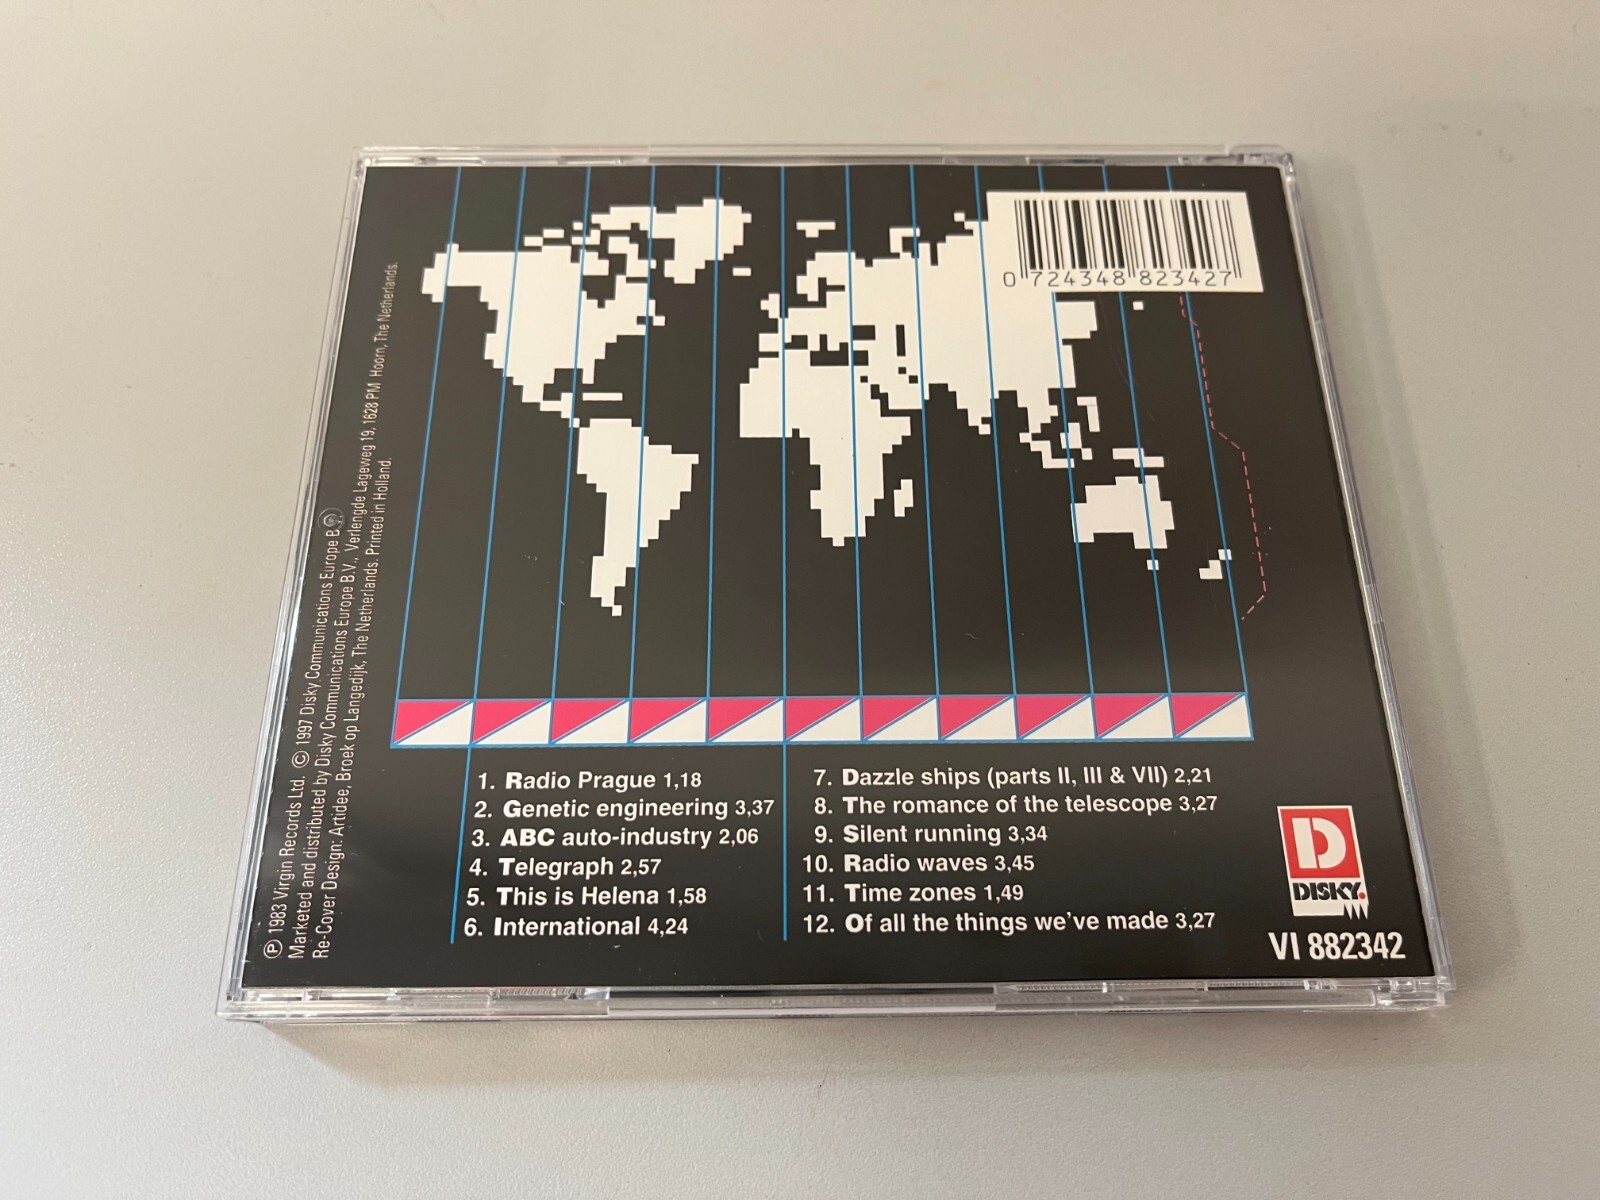 0 724348 823427
1. Radio Prague 1,18
2. Genetic engineering 3,37
3. ABC auto-industry 2,06
4. Telegraph 2,57
5. This is Helena 1,58
6. International 4,24
7. Dazzle ships (parts II, III & VII) 2,21
8. The romance of the telescope 3,27
9. Silent running 3,34
10. Radio waves 3,45
11. Time zones 1,49
12. Of all the things we've made 3,27
D
DISKY.
VI 882342
℗ 1983 Virgin Records Ltd. © 1997 Disky Communications Europe B.V.
Marketed and distributed by Disky Communications Europe B.V., Verlengde Lageweg 19, 1628 PM Hoorn, The Netherlands.
Re-Cover Design: Artidee, Broek op Langedijk, The Netherlands. Printed in Holland.